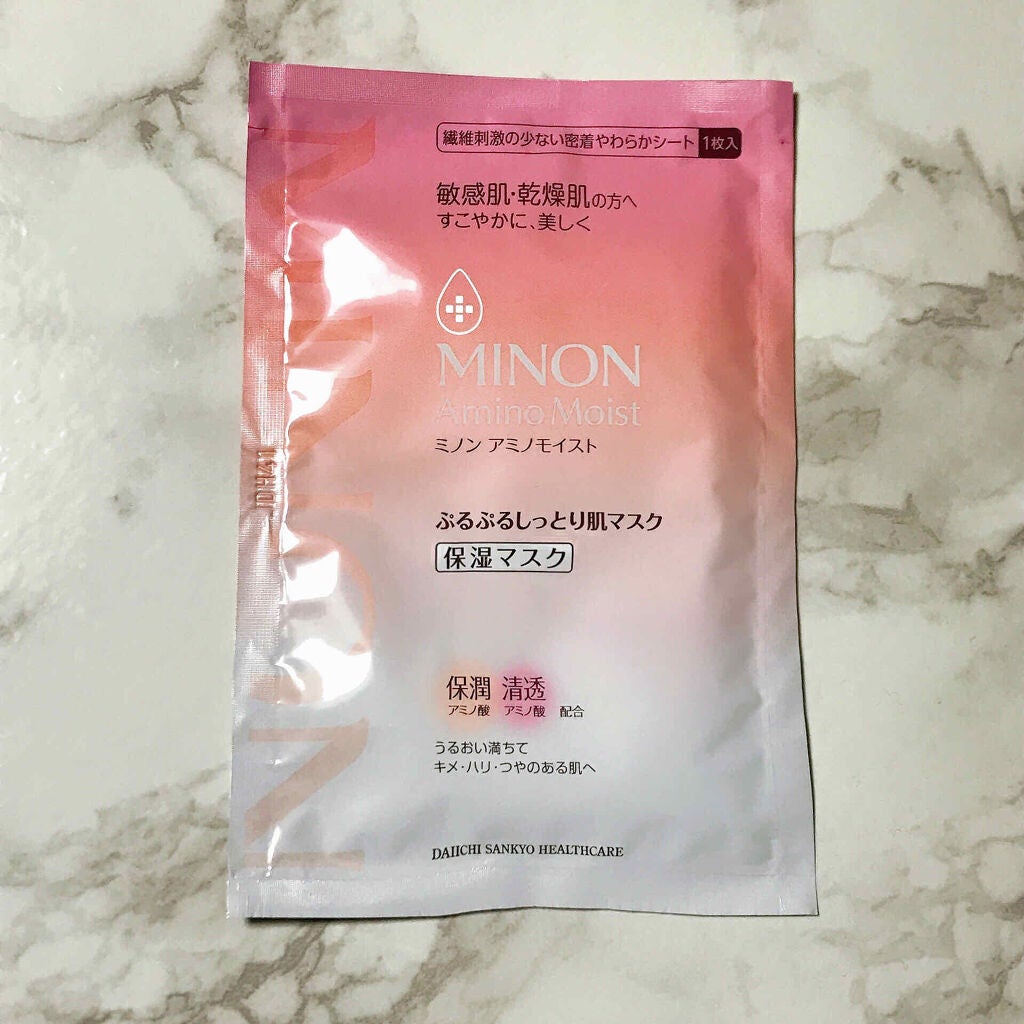 繊維刺激の少ない密着やわらかシート 1枚入
敏感肌・乾燥肌の方へ
すこやかに、美しく
MINON
Amino Moist
ミノン アミノモイスト
ぷるぷるしっとり肌マスク
保湿マスク
保潤 清透
アミノ酸 アミノ酸 配合
うるおい満ちて
キメ・ハリ・つやのある肌へ
DAIICHI SANKYO HEALTHCARE
MINON